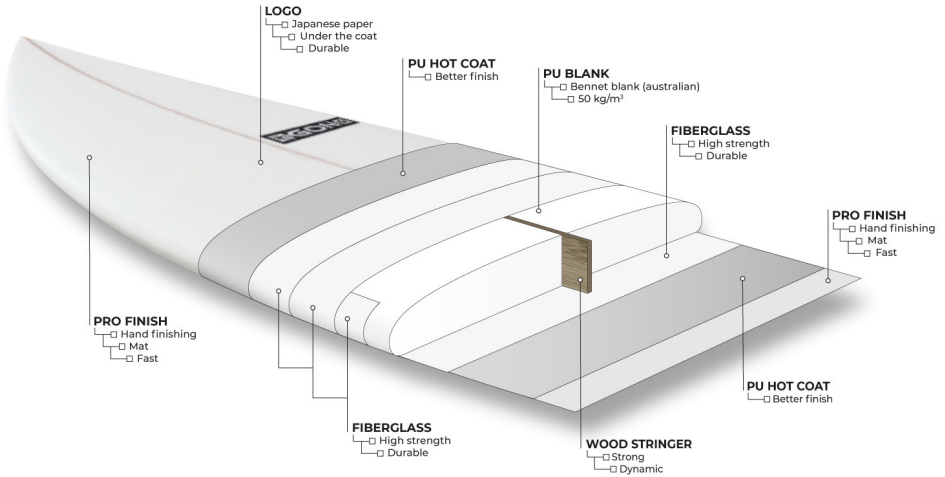 LOGO
Japanese paper
Under the coat
Durable
PU HOT COAT
Better finish
PU BLANK
Bennet blank (australian)
50 kg/m³
FIBERGLASS
High strength
Durable
PRO FINISH
Hand finishing
Mat
Fast
PRO FINISH
Hand finishing
Mat
Fast
FIBERGLASS
High strength
Durable
WOOD STRINGER
Strong
Dynamic
PU HOT COAT
Better finish